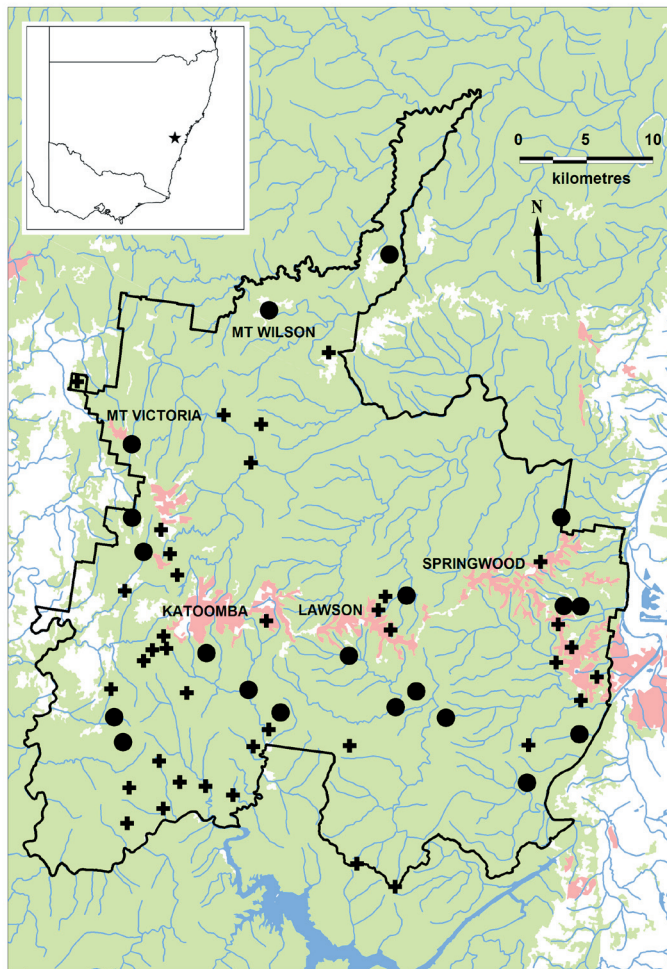 0 5 10
kilometres
N
MT WILSON
MT VICTORIA
SPRINGWOOD
KATOOMBA LAWSON